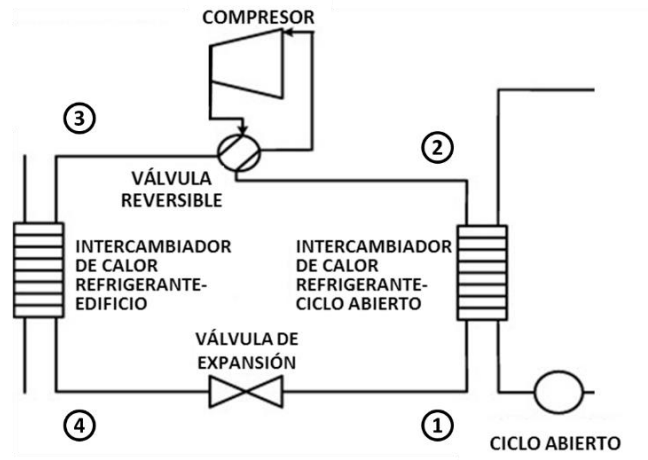 COMPRESOR
3
2
VÁLVULA
REVERSIBLE
INTERCAMBIADOR
DE CALOR
REFRIGERANTE-
EDIFICIO
INTERCAMBIADOR
DE CALOR
REFRIGERANTE-
CICLO ABIERTO
VÁLVULA DE
EXPANSIÓN
4
1
CICLO ABIERTO